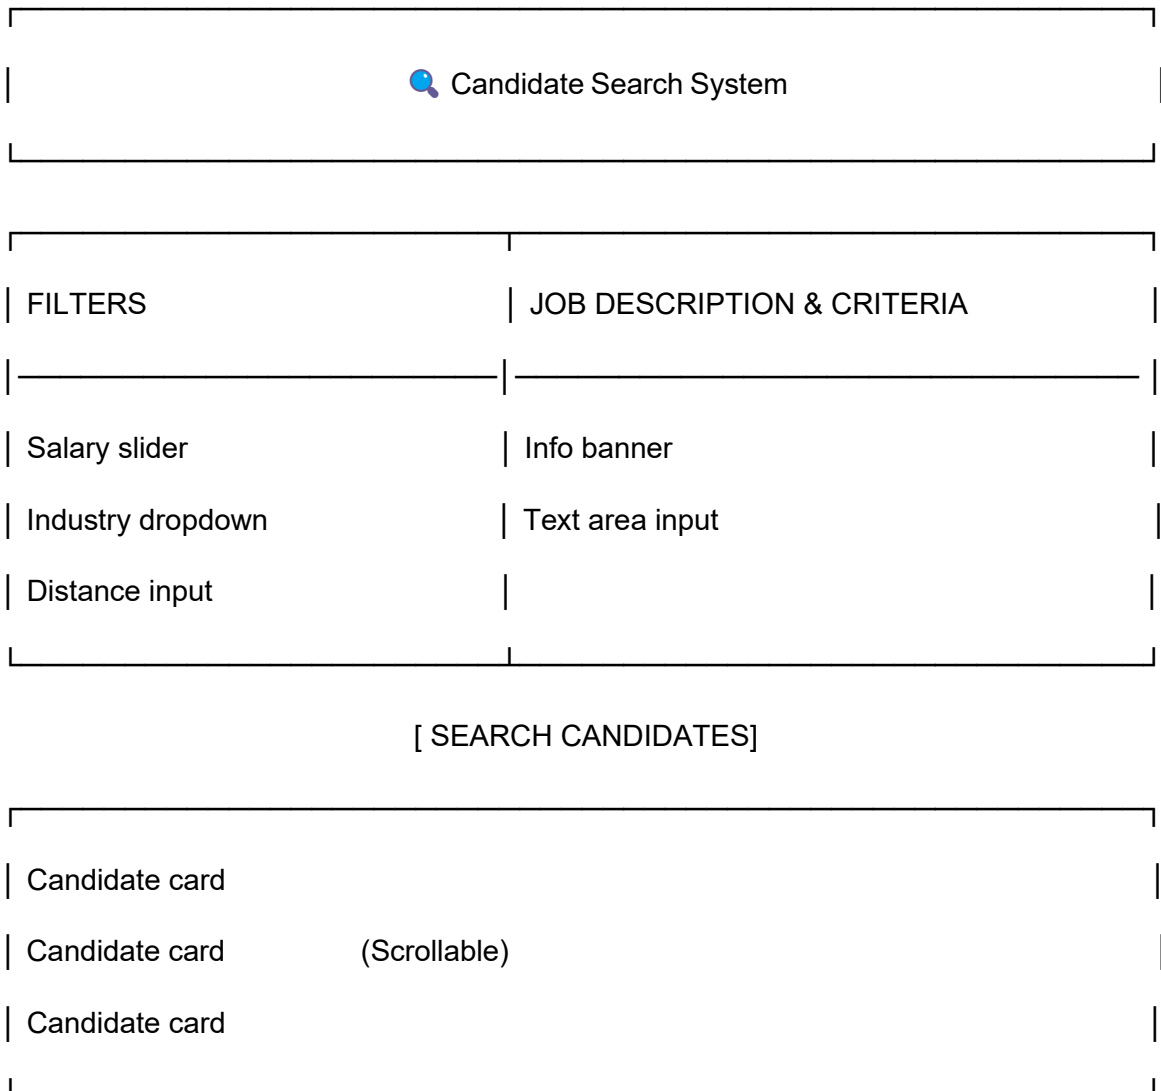 🔍 Candidate Search System
FILTERS JOB DESCRIPTION & CRITERIA
Salary slider Info banner
Industry dropdown Text area input
Distance input
[ SEARCH CANDIDATES]
Candidate card
Candidate card (Scrollable)
Candidate card